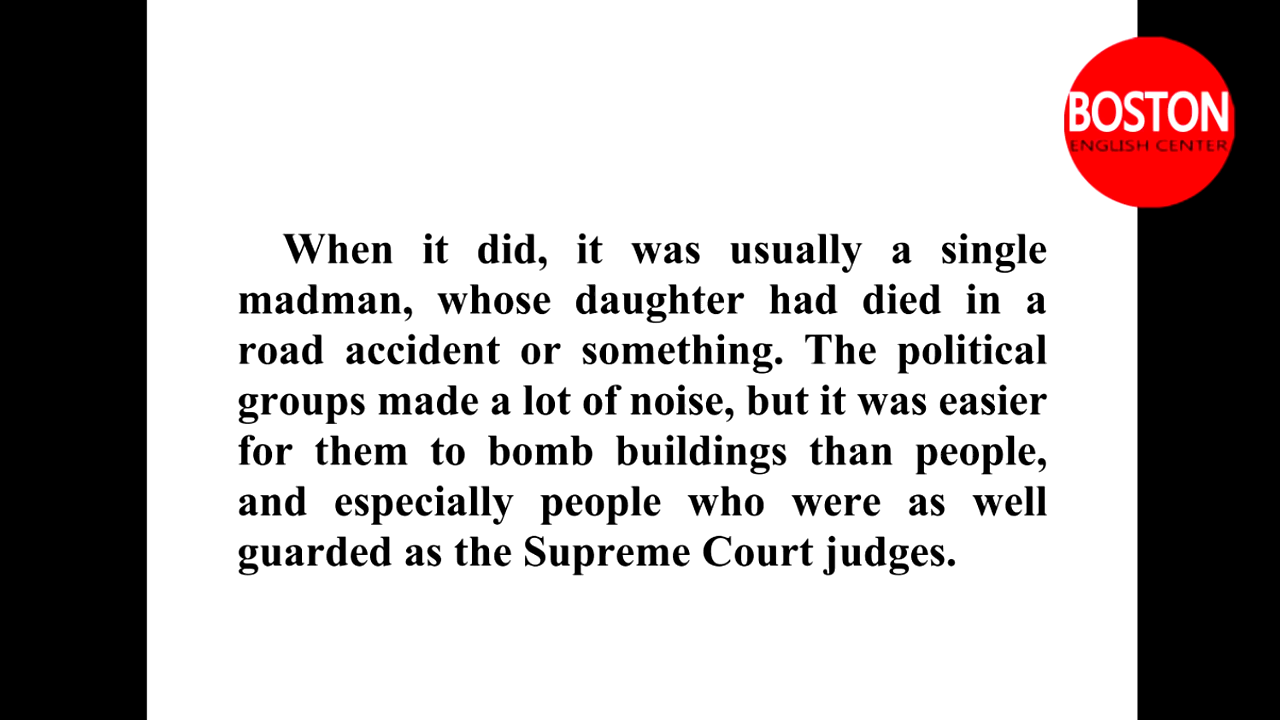 BOSTON
ENGLISH CENTER
When it did, it was usually a single
madman, whose daughter had died in a
road accident or something. The political
groups made a lot of noise, but it was easier
for them to bomb buildings than people,
and especially people who were as well
guarded as the Supreme Court judges.